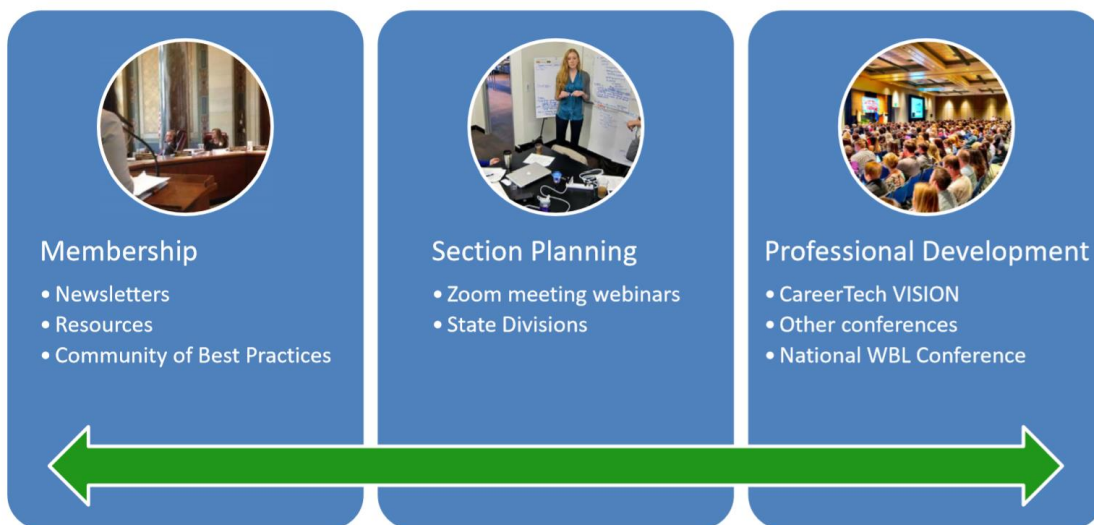 Membership
• Newsletters
• Resources
• Community of Best Practices
Section Planning
• Zoom meeting webinars
• State Divisions
Professional Development
• CareerTech VISION
• Other conferences
• National WBL Conference